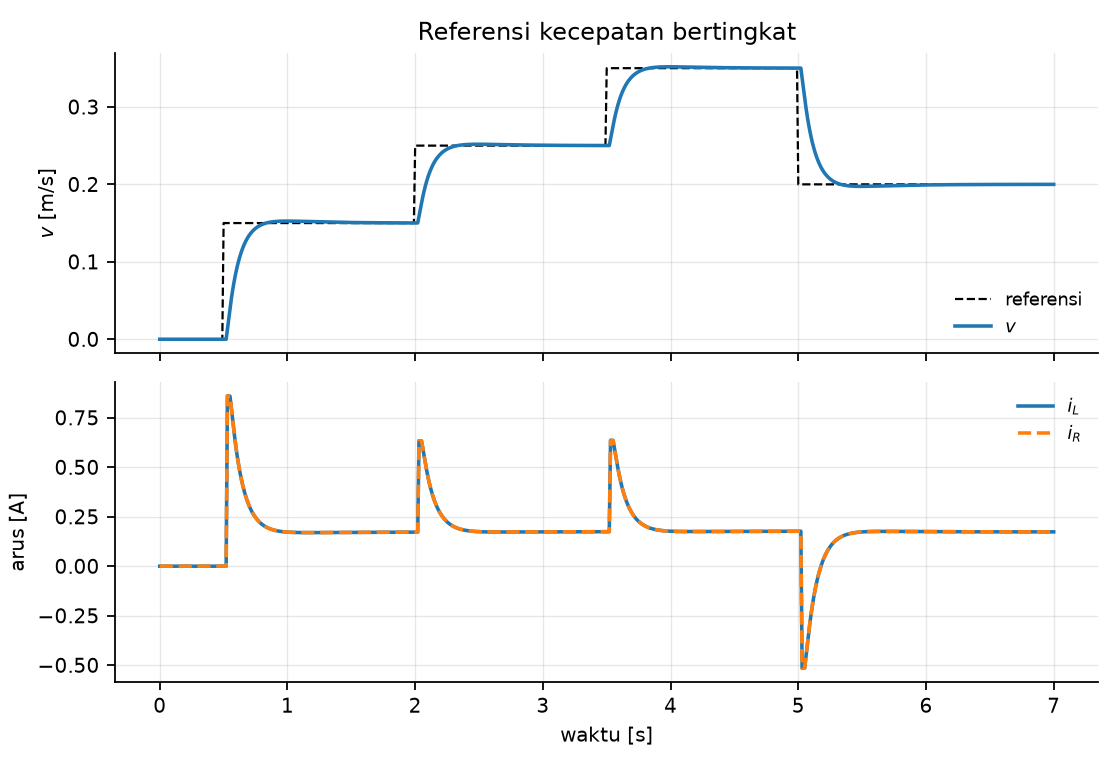 Referensi kecepatan bertingkat
v [m/s]
0.3
0.2
0.1
0.0
referensi
v
arus [A]
0.75
0.50
0.25
0.00
−0.25
−0.50
i_L
i_R
0 1 2 3 4 5 6 7
waktu [s]